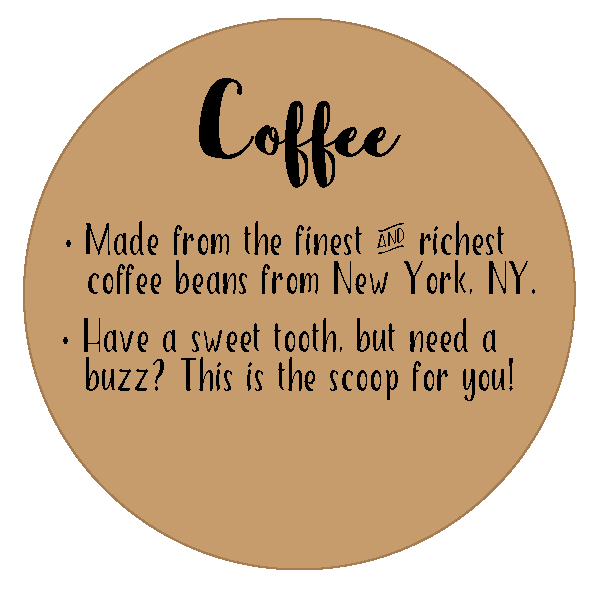 Coffee
• Made from the finest AND richest
coffee beans from New York, NY.
• Have a sweet tooth, but need a
buzz? This is the scoop for you!